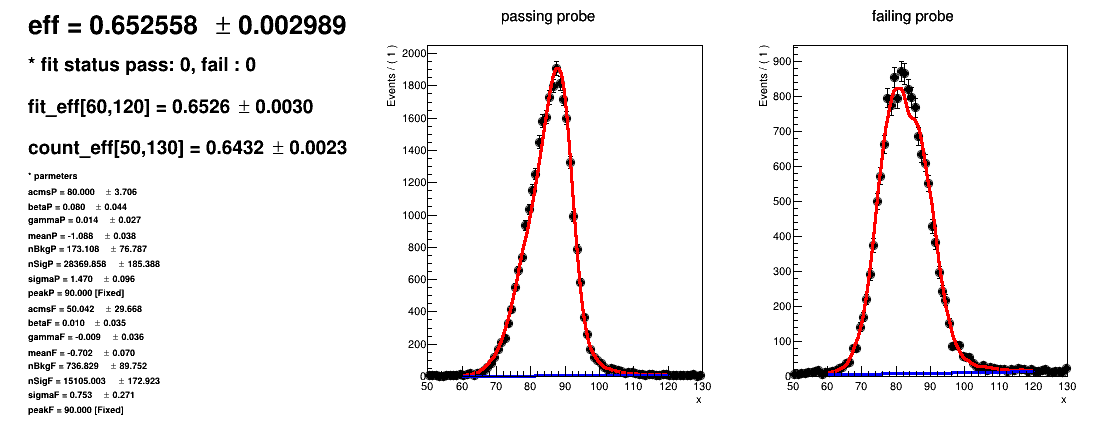 eff = 0.652558 ± 0.002989
* fit status pass: 0, fail : 0
fit_eff[60,120] = 0.6526 ± 0.0030
count_eff[50,130] = 0.6432 ± 0.0023
* parmeters
acmsP = 80.000 ± 3.706
betaP = 0.080 ± 0.044
gammaP = 0.014 ± 0.027
meanP = -1.088 ± 0.038
nBkgP = 173.108 ± 76.787
nSigP = 28369.858 ± 185.388
sigmaP = 1.470 ± 0.096
peakP = 90.000 [Fixed]
acmsF = 50.042 ± 29.668
betaF = 0.010 ± 0.035
gammaF = -0.009 ± 0.036
meanF = -0.702 ± 0.070
nBkgF = 736.829 ± 89.752
nSigF = 15105.003 ± 172.923
sigmaF = 0.753 ± 0.271
peakF = 90.000 [Fixed]
passing probe
Events / ( 1 )
2000
1800
1600
1400
1200
1000
800
600
400
200
0
50 60 70 80 90 100 110 120 130
x
failing probe
Events / ( 1 )
900
800
700
600
500
400
300
200
100
0
50 60 70 80 90 100 110 120 130
x